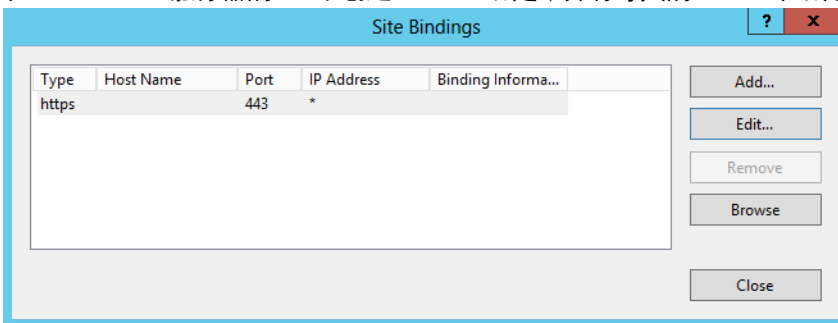 Site Bindings
? x
Type Host Name Port IP Address Binding Informa...
https 443 *
Add...
Edit...
Remove
Browse
Close